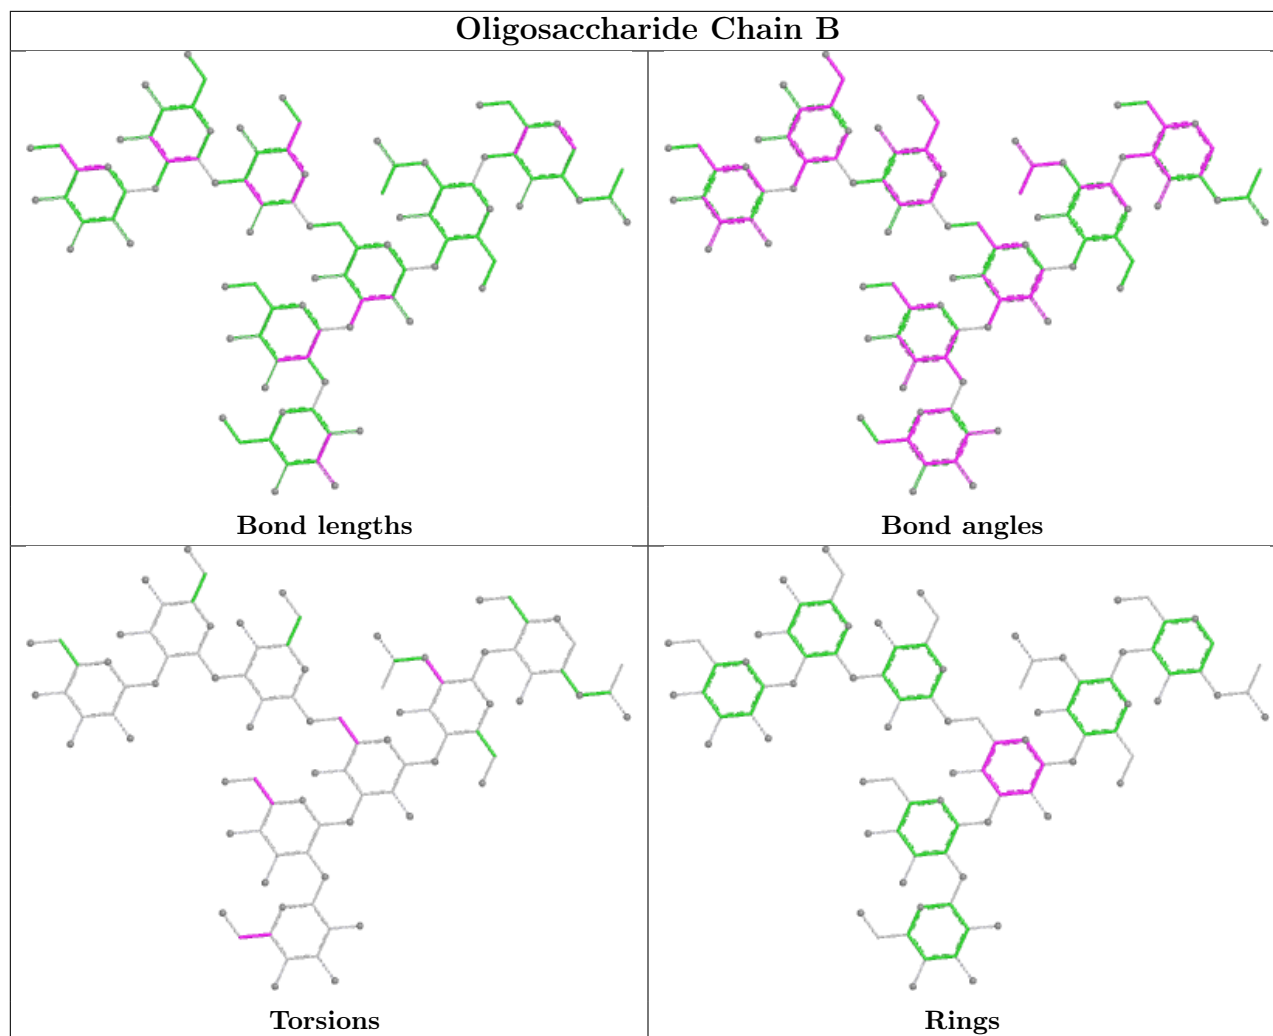 Oligosaccharide Chain B
Bond lengths
Bond angles
Torsions
Rings